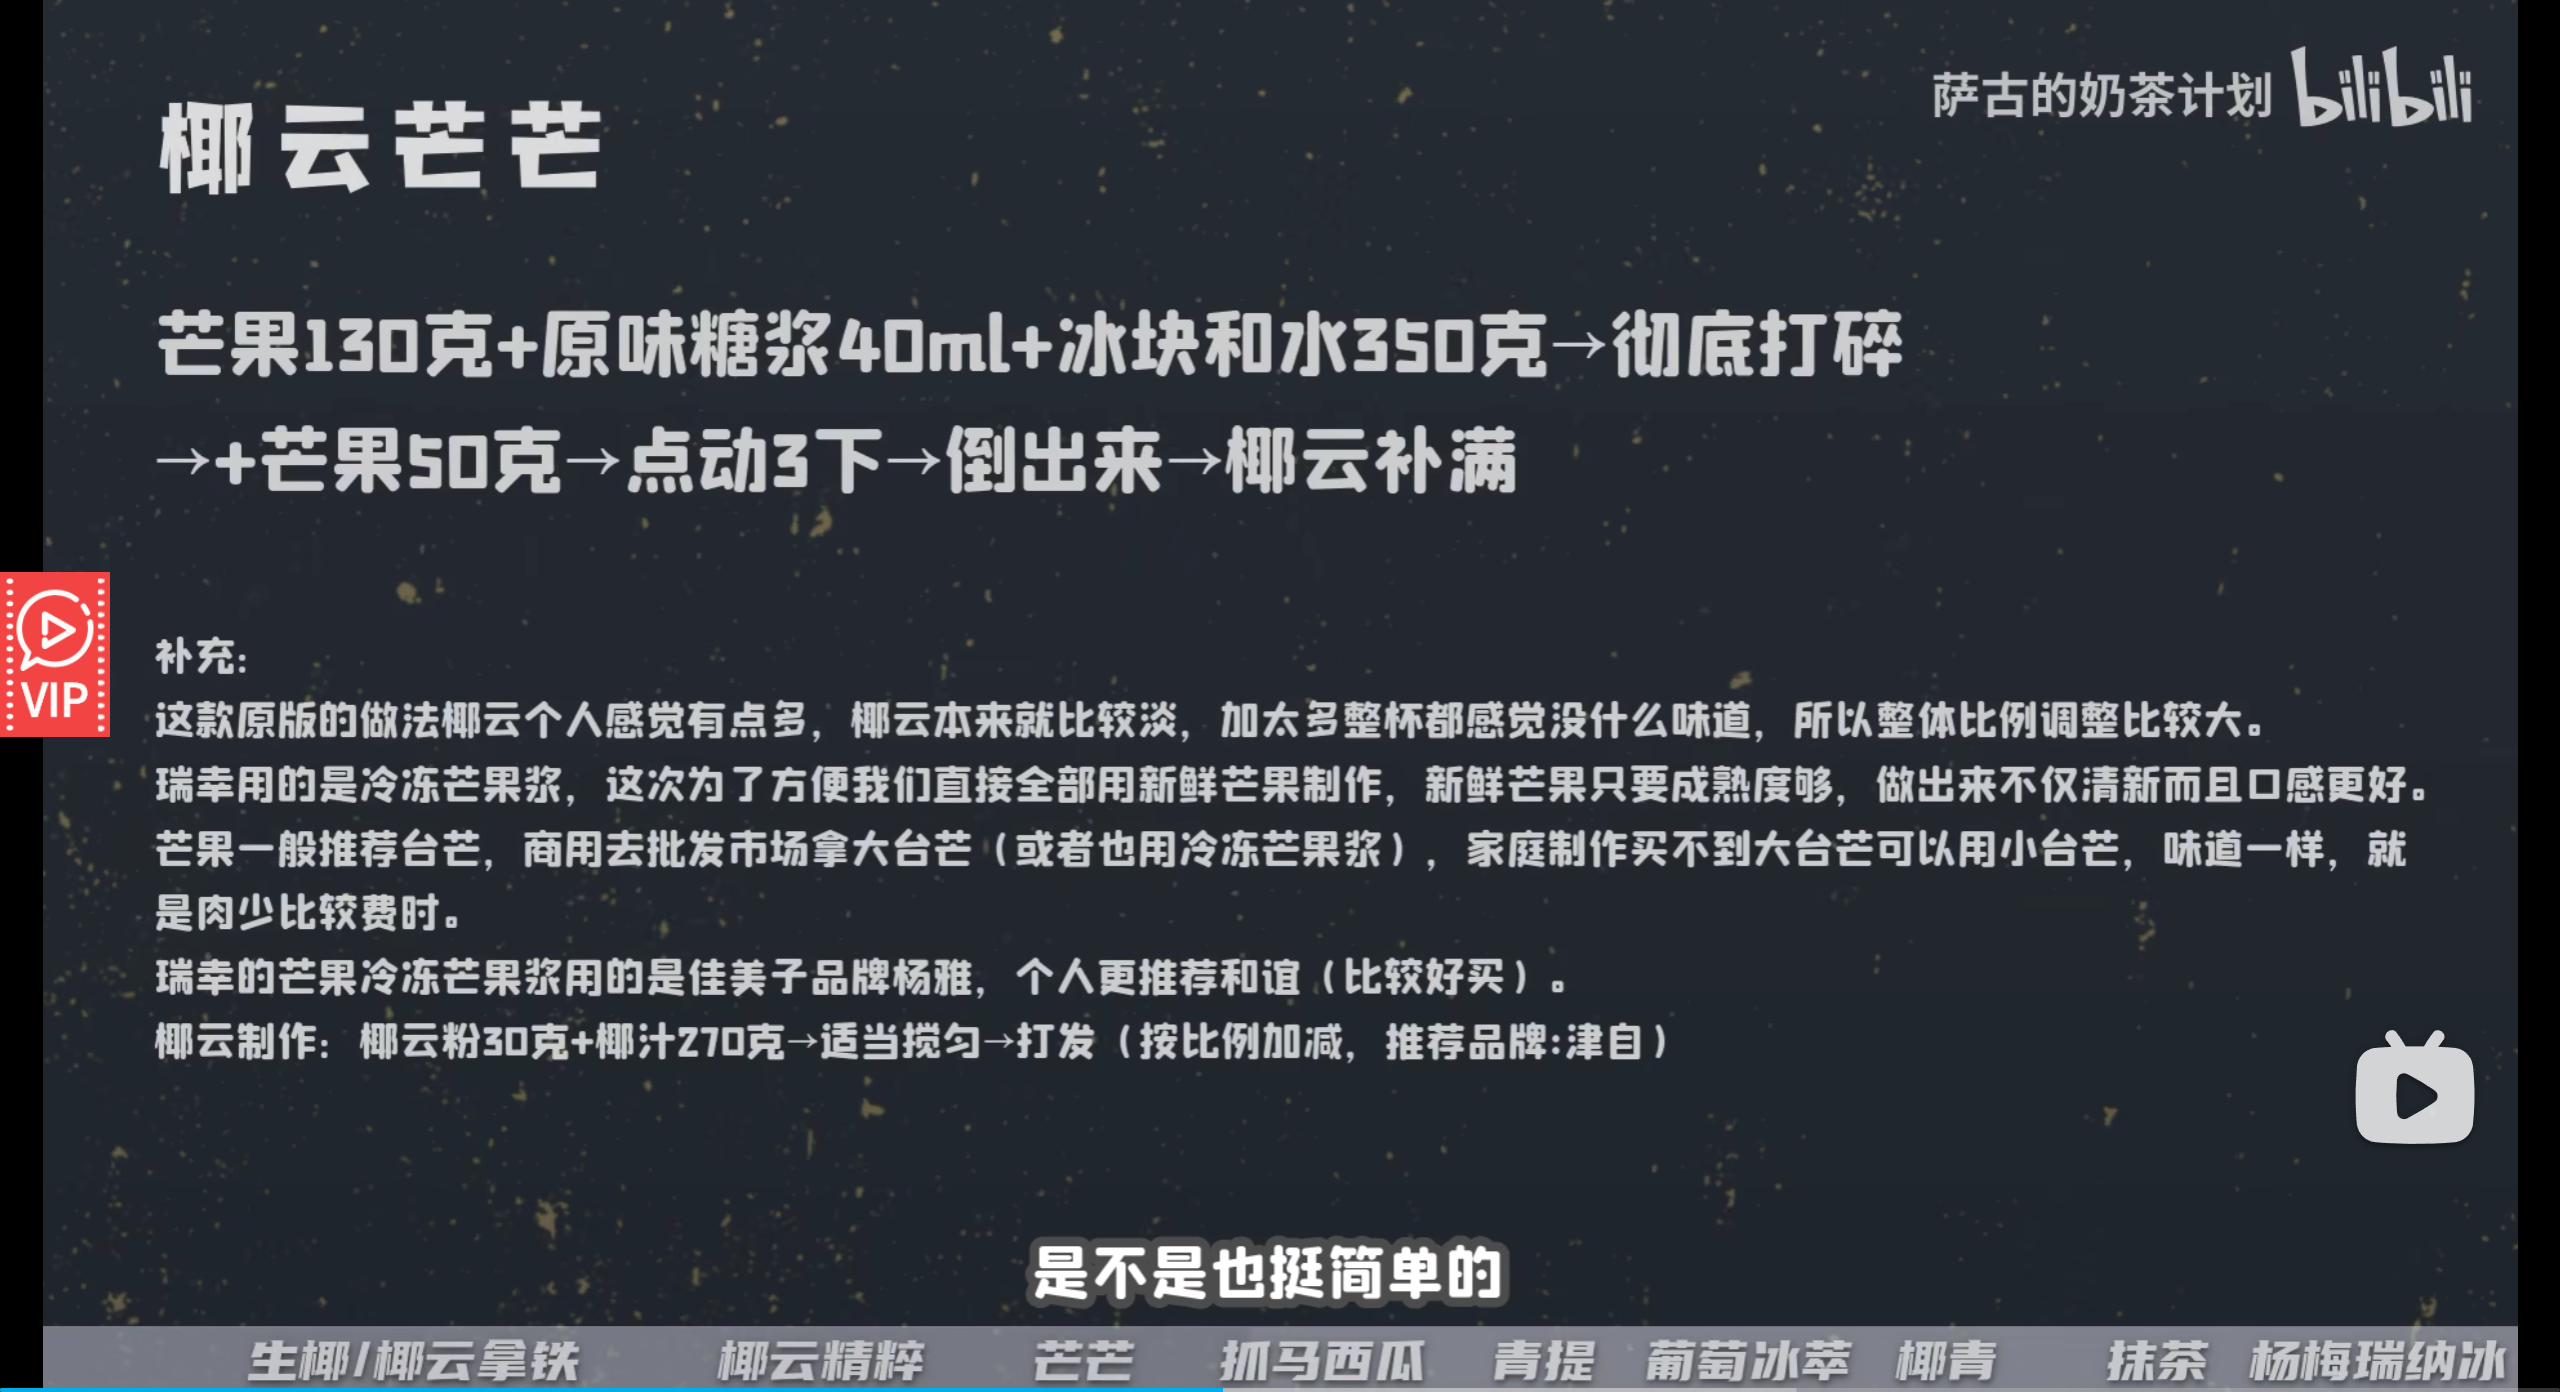 萨古的奶茶计划 bilibili
椰云芒芒
芒果130克+原味糖浆40ml+冰块和水350克→彻底打碎
→+芒果50克→点动3下→倒出来→椰云补满
VIP
补充:
这款原版的做法椰云个人感觉有点多，椰云本来就比较淡，加太多整杯都感觉没什么味道，所以整体比例调整比较大。
瑞幸用的是冷冻芒果浆，这次为了方便我们直接全部用新鲜芒果制作，新鲜芒果只要成熟度够，做出来不仅清新而且口感更好。
芒果一般推荐台芒，商用去批发市场拿大台芒（或者也用冷冻芒果浆），家庭制作买不到大台芒可以用小台芒，味道一样，就
是肉少比较费时。
瑞幸的芒果冷冻芒果浆用的是佳美子品牌杨雅，个人更推荐和谊（比较好买）。
椰云制作：椰云粉30克+椰汁270克→适当搅匀→打发（按比例加减，推荐品牌:津自）
是不是也挺简单的
生椰/椰云拿铁 椰云精粹 芒芒 抓马西瓜 青提 葡萄冰萃 椰青 抹茶 杨梅瑞纳冰